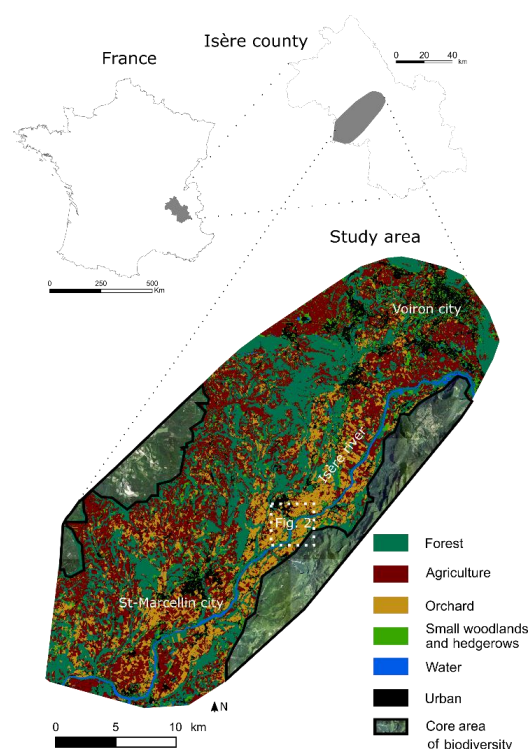 Isère county
France
0 20 40
km
0 250 500
Km
Study area
Voiron city
Isère river
Fig. 2
St-Marcellin city
Forest
Agriculture
Orchard
Small woodlands
and hedgerows
Water
Urban
Core area
of biodiversity
N
0 5 10 km